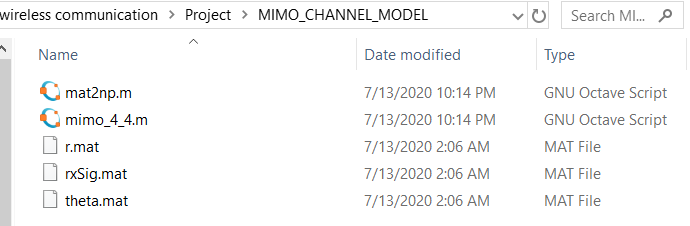 wireless communication > Project > MIMO_CHANNEL_MODEL Search MI...
Name Date modified Type
mat2np.m 7/13/2020 10:14 PM GNU Octave Script
mimo_4_4.m 7/13/2020 10:14 PM GNU Octave Script
r.mat 7/13/2020 2:06 AM MAT File
rxSig.mat 7/13/2020 2:06 AM MAT File
theta.mat 7/13/2020 2:06 AM MAT File